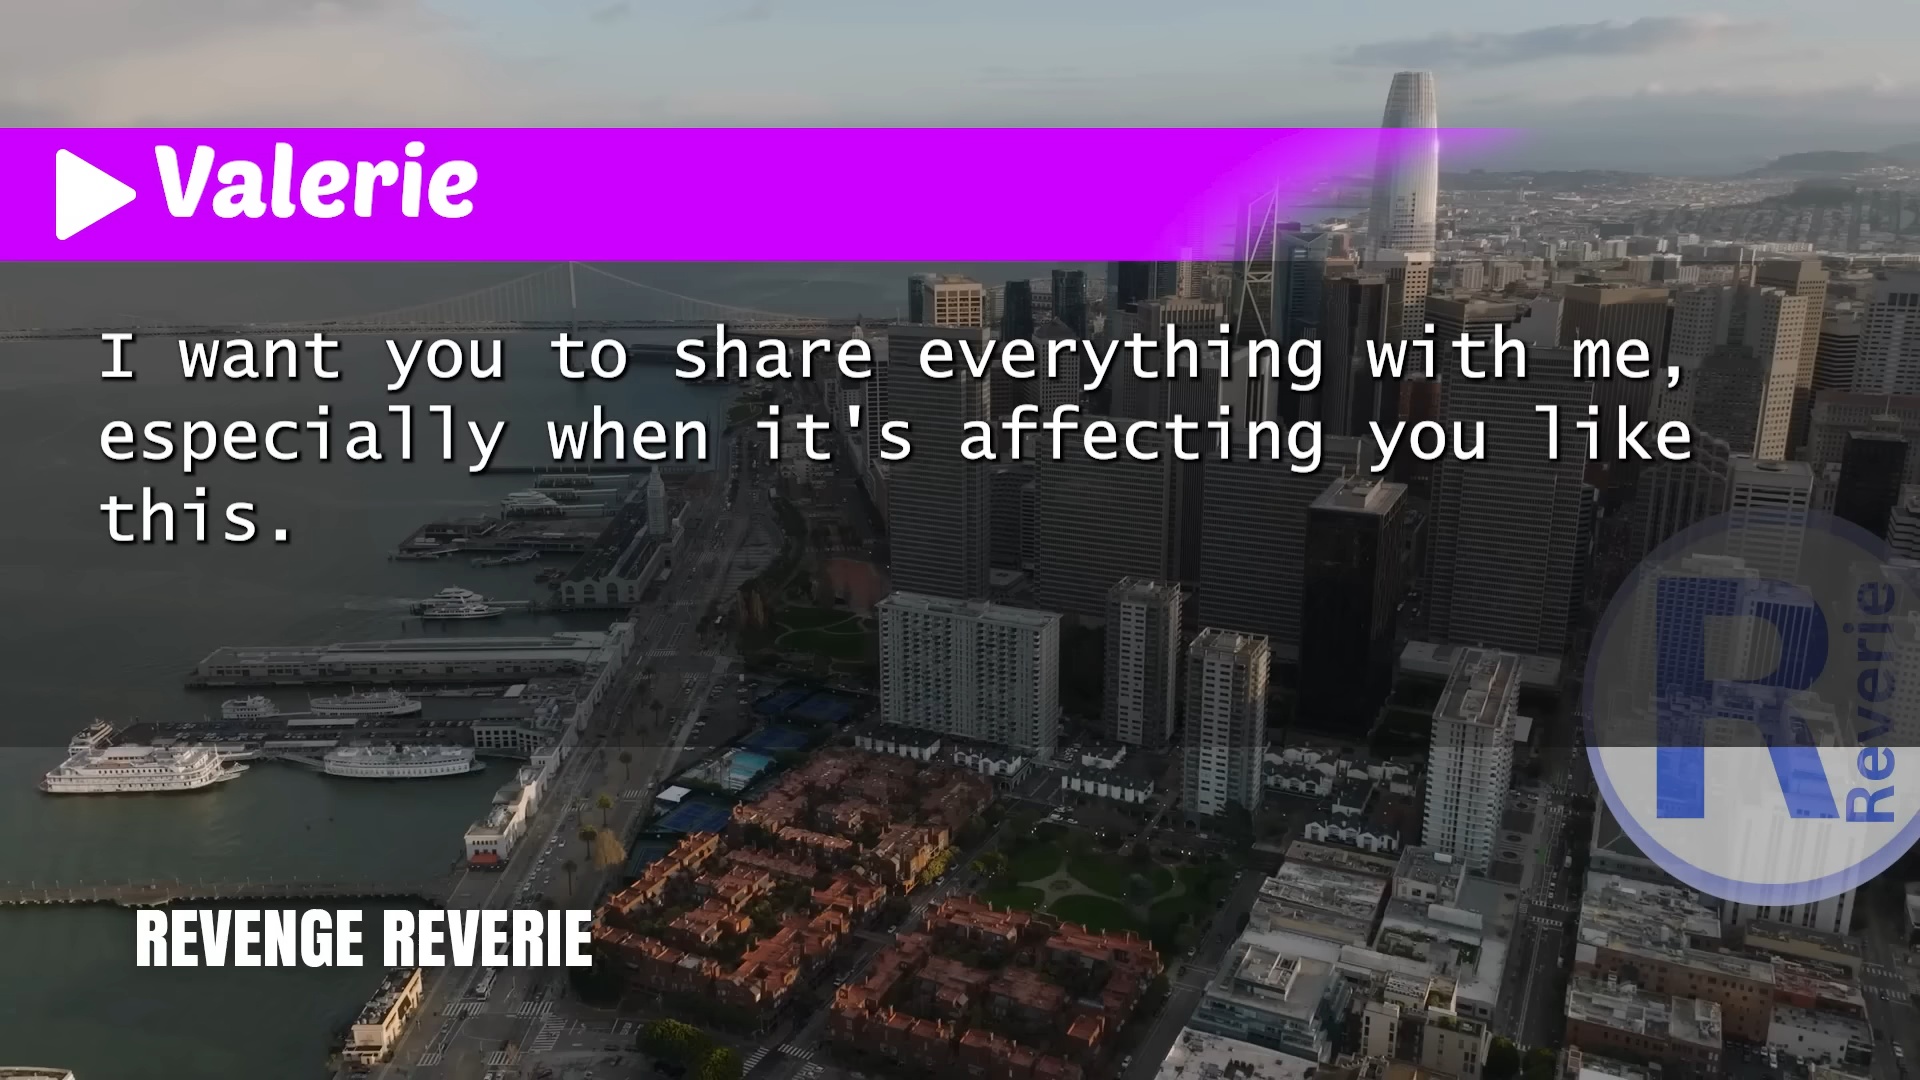 Valerie
I want you to share everything with me,
especially when it's affecting you like
this.
R
Reverie
REVENGE REVERIE